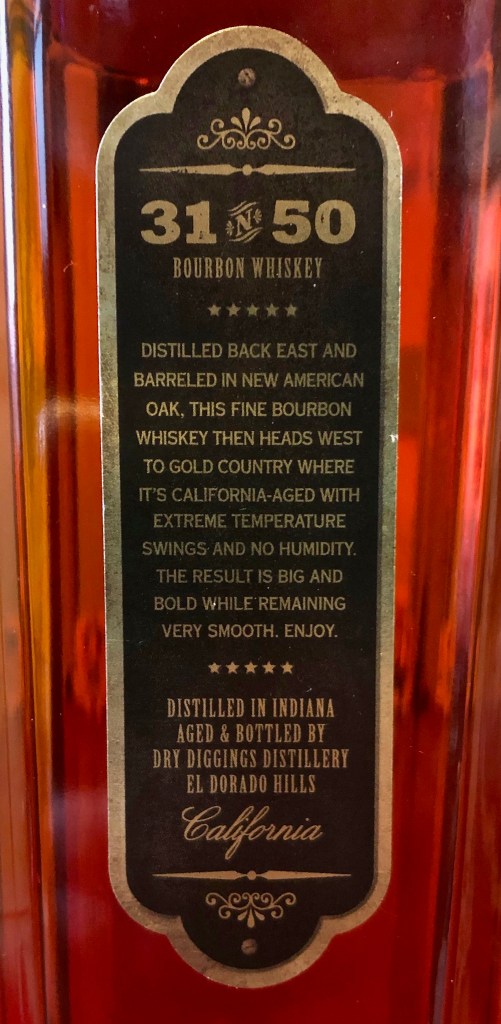 31 N 50
BOURBON WHISKEY
DISTILLED BACK EAST AND
BARRELED IN NEW AMERICAN
OAK, THIS FINE BOURBON
WHISKEY THEN HEADS WEST
TO GOLD COUNTRY WHERE
IT'S CALIFORNIA-AGED WITH
EXTREME TEMPERATURE
SWINGS AND NO HUMIDITY.
THE RESULT IS BIG AND
BOLD WHILE REMAINING
VERY SMOOTH. ENJOY.
DISTILLED IN INDIANA
AGED & BOTTLED BY
DRY DIGGINGS DISTILLERY
EL DORADO HILLS
California